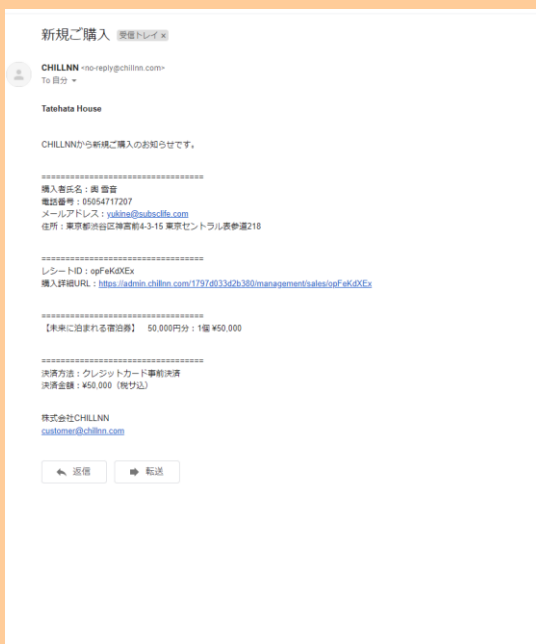 新規ご購入 受信トレイ ×
CHILLNN <no-reply@chillnn.com>
To 自分
Tatehata House
CHILLNNから新規ご購入のお知らせです。
==================================
購入者氏名：奥 雪音
電話番号：05054717207
メールアドレス：yukine@subsclife.com
住所：東京都渋谷区神宮前4-3-15 東京セントラル表参道218
==================================
レシートID：opFeKdXEx
購入詳細URL：https://admin.chillnn.com/1797d033d2b380/management/sales/opFeKdXEx
==================================
【未来に泊まれる宿泊券】　50,000円分：1個 ¥50,000
==================================
決済方法：クレジットカード事前決済
決済金額：¥50,000（税サ込）
株式会社CHILLNN
customer@chillnn.com
返信 転送